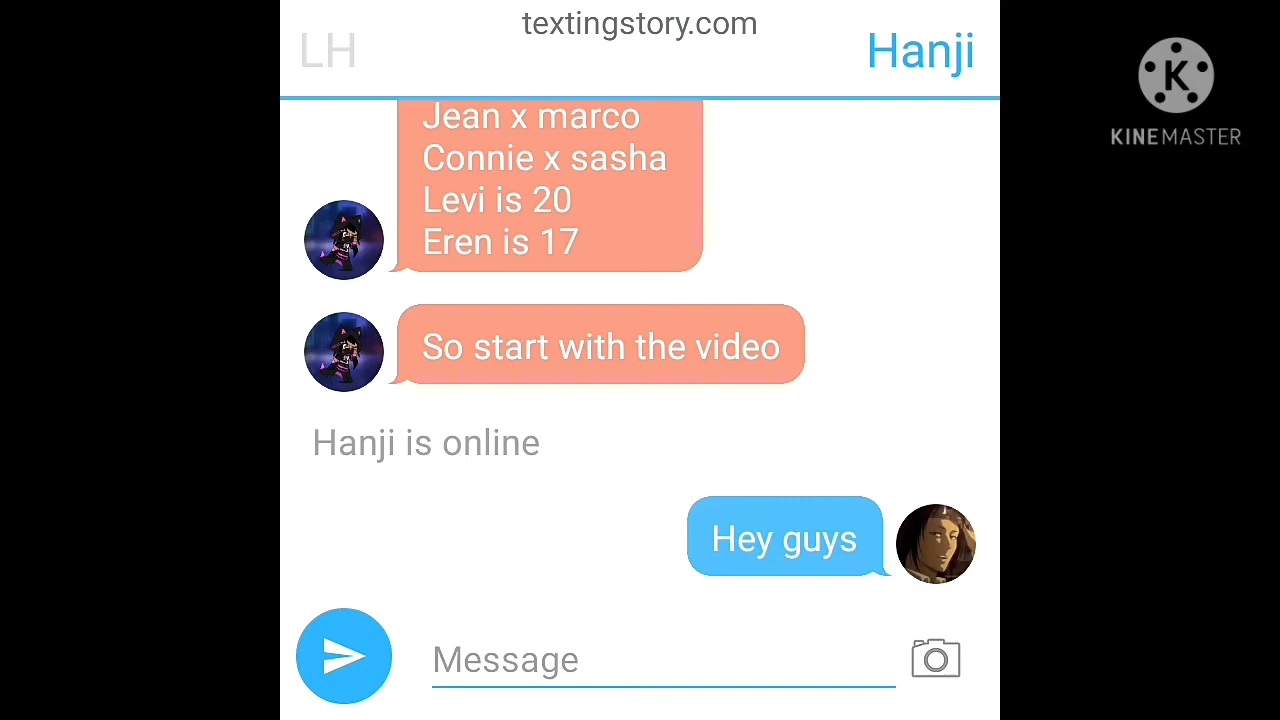 textingstory.com
LH
Hanji
K
KINEMASTER
Jean x marco
Connie x sasha
Levi is 20
Eren is 17
So start with the video
Hanji is online
Hey guys
Message